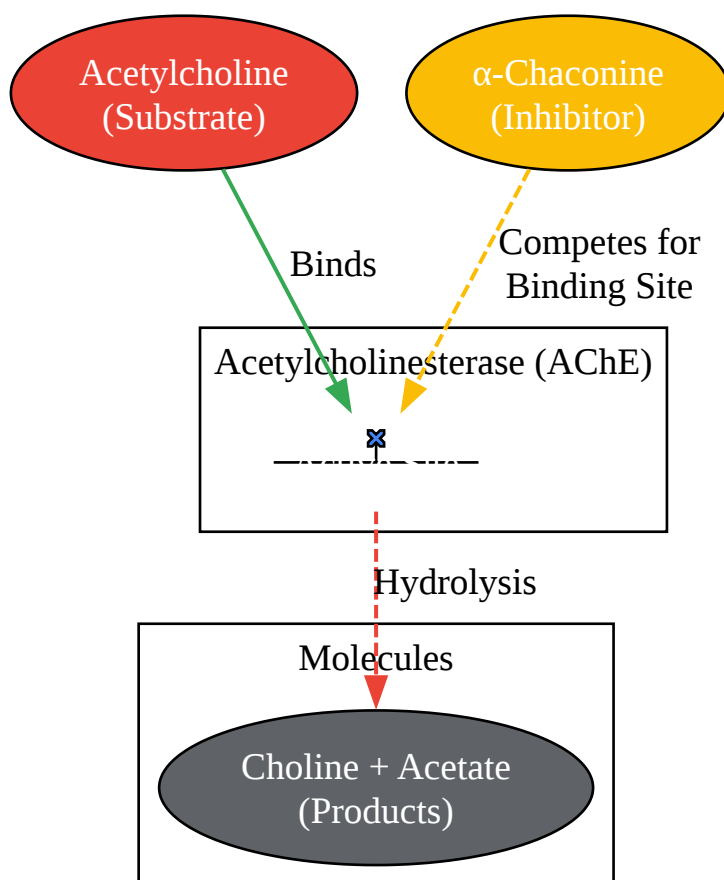 Acetylcholine
(Substrate)
α-Chaconine
(Inhibitor)
Binds
Competes for
Binding Site
Acetylcholinesterase (AChE)
Hydrolysis
Molecules
Choline + Acetate
(Products)